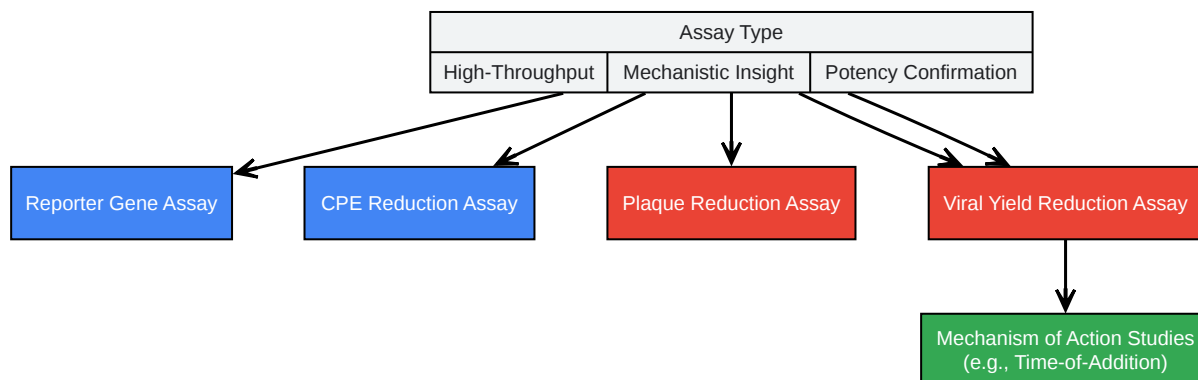 Assay Type
High-Throughput
Mechanistic Insight
Potency Confirmation
Reporter Gene Assay
CPE Reduction Assay
Plaque Reduction Assay
Viral Yield Reduction Assay
Mechanism of Action Studies
(e.g., Time-of-Addition)